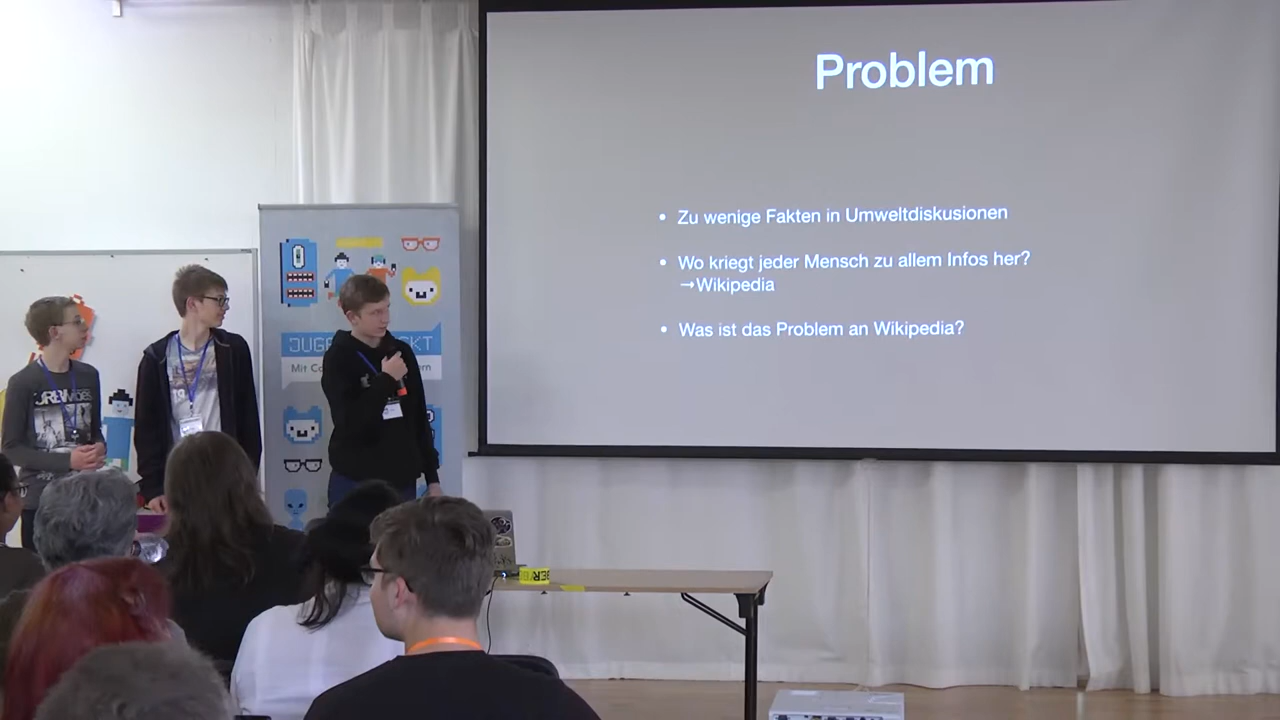 Problem
• Zu wenige Fakten in Umweltdiskusionen
• Wo kriegt jeder Mensch zu allem Infos her?
→Wikipedia
• Was ist das Problem an Wikipedia?
Mit